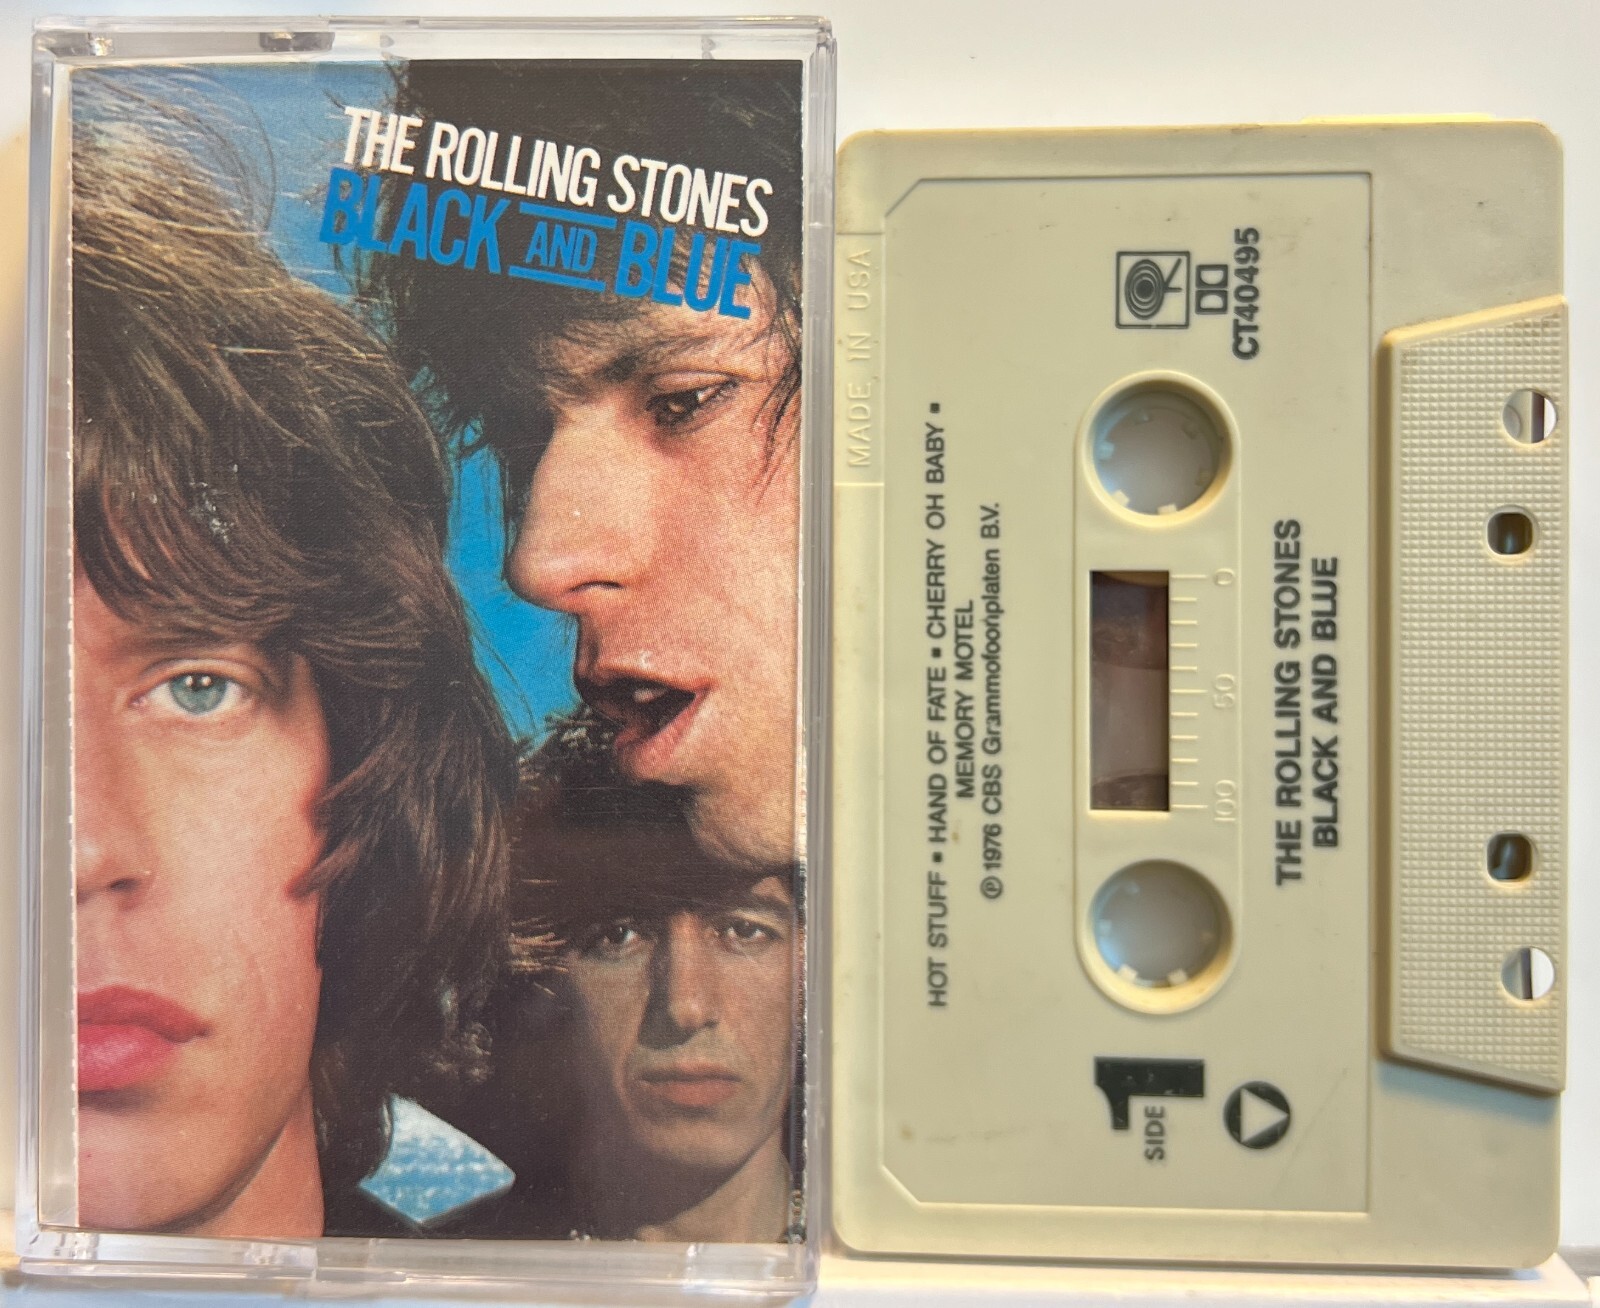 THE ROLLING STONES
BLACK AND BLUE
MADE IN USA
HOT STUFF ▪ HAND OF FATE ▪ CHERRY OH BABY ▪
MEMORY MOTEL
℗ 1976 CBS Grammofoonplaten B.V.
CT40495
100 50 0
SIDE 1
THE ROLLING STONES
BLACK AND BLUE